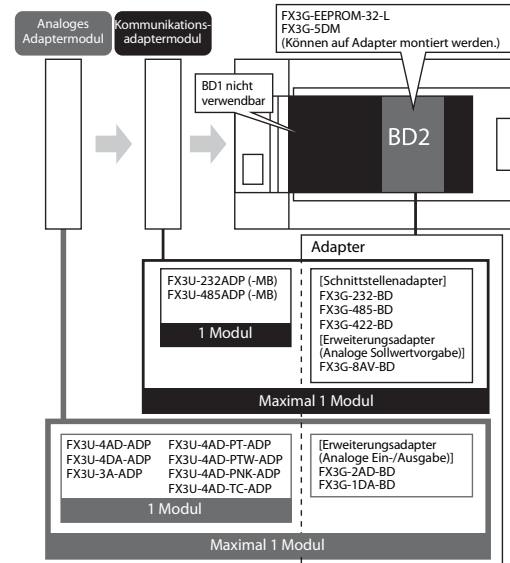 Analoges
Adaptermodul
Kommunikations-
adaptermodul
FX3G-EEPROM-32-L
FX3G-5DM
(Können auf Adapter montiert werden.)
BD1 nicht
verwendbar
BD2
Adapter
FX3U-232ADP (-MB)
FX3U-485ADP (-MB)
1 Modul
[Schnittstellenadapter]
FX3G-232-BD
FX3G-485-BD
FX3G-422-BD
[Erweiterungsadapter
(Analoge Sollwertvorgabe)]
FX3G-8AV-BD
Maximal 1 Modul
FX3U-4AD-ADP
FX3U-4DA-ADP
FX3U-3A-ADP
FX3U-4AD-PT-ADP
FX3U-4AD-PTW-ADP
FX3U-4AD-PNK-ADP
FX3U-4AD-TC-ADP
1 Modul
[Erweiterungsadapter
(Analoge Ein-/Ausgabe)]
FX3G-2AD-BD
FX3G-1DA-BD
Maximal 1 Modul